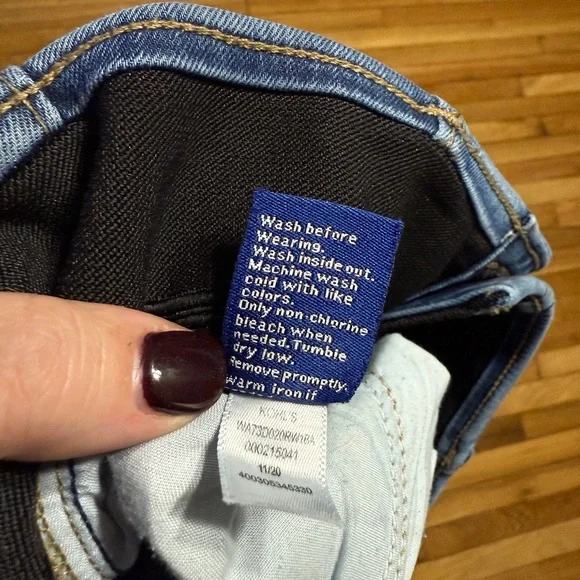 Wash before
Wearing.
Wash inside out.
Machine wash
cold with like
colors.
Only non-chlorine
bleach when
needed. Tumble
dry low.
Remove promptly.
warm iron if
KOHL'S
WA73D020RW1BA
000215041
11/20
400305345330